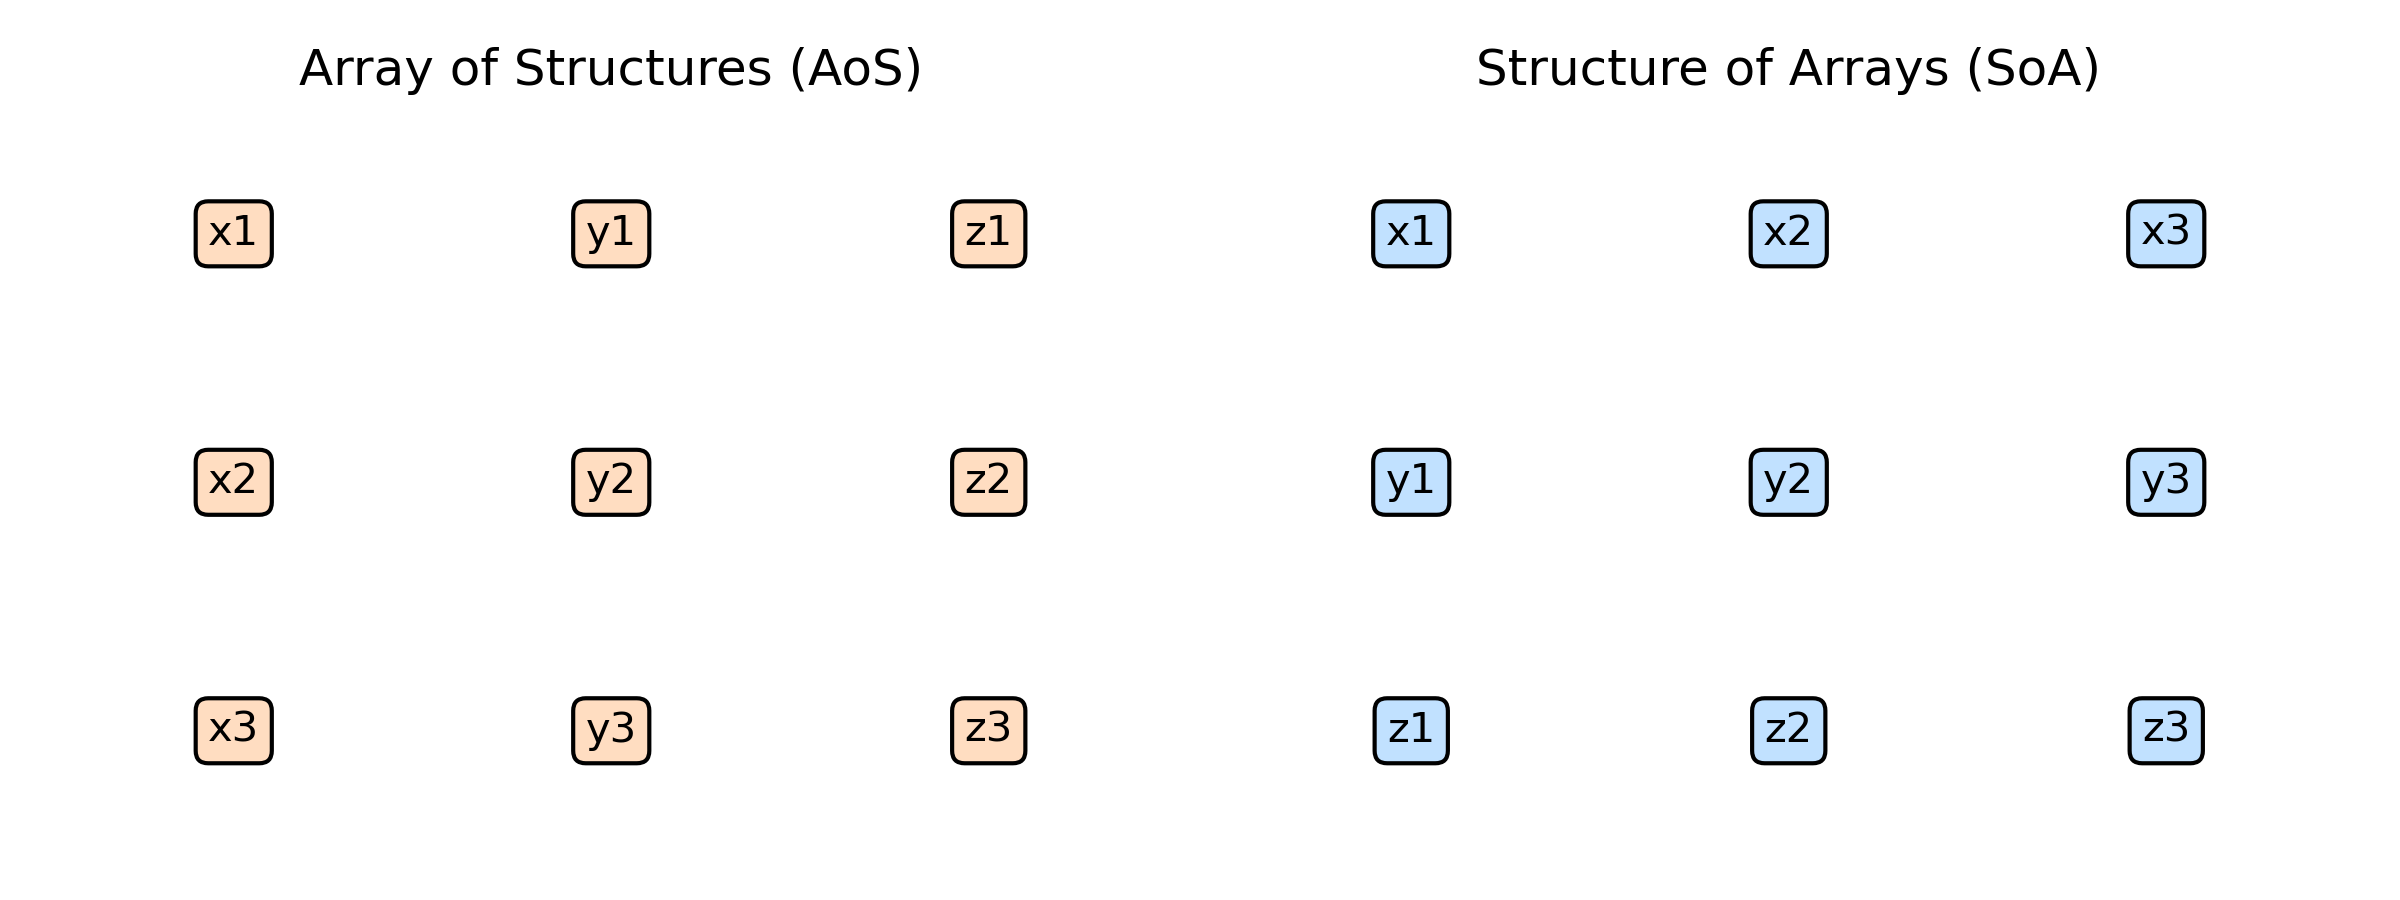 Array of Structures (AoS)
x1 y1 z1
x2 y2 z2
x3 y3 z3
Structure of Arrays (SoA)
x1 x2 x3
y1 y2 y3
z1 z2 z3